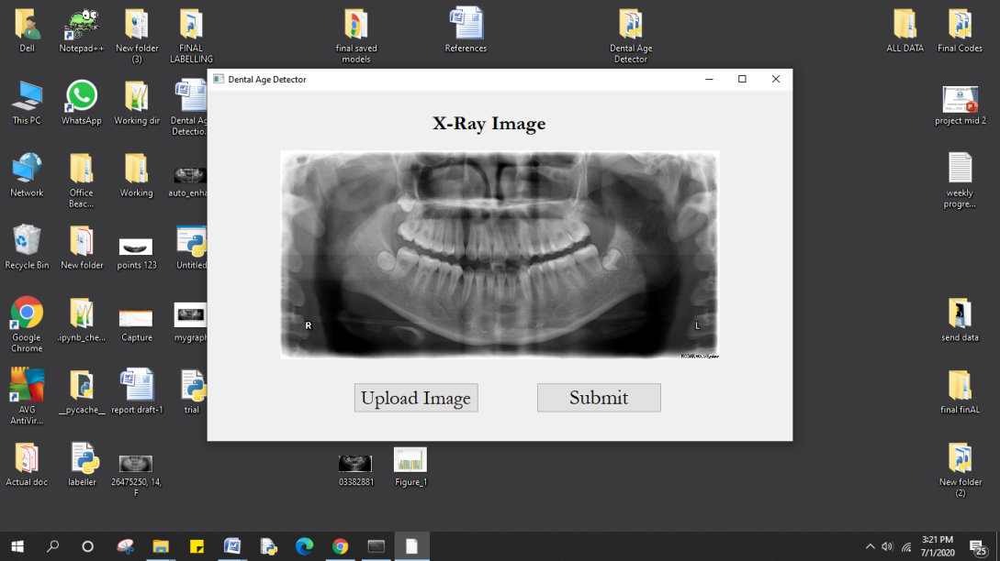 Dell
Notepad++
New folder
(3)
FINAL
LABELLING
final saved
models
References
Dental Age
Detector
ALL DATA
Final Codes
Dental Age Detector
This PC
WhatsApp
Working dir
Dental Ag
Detectio..
project mid 2
X-Ray Image
Network
Office
Beac...
Working
auto_enha
weekly
progre...
Recycle Bin
New folder
points 123
Untitled
R
L
Google
Chrome
.ipynb_che...
Capture
mygraph
send data
Upload Image
Submit
AVG
AntiVir...
__pycache__
report draft-1
trial
final finAL
Actual doc
labeller
26475250, 14,
F
03382881
Figure_1
New folder
(2)
3:21 PM
7/1/2020
25